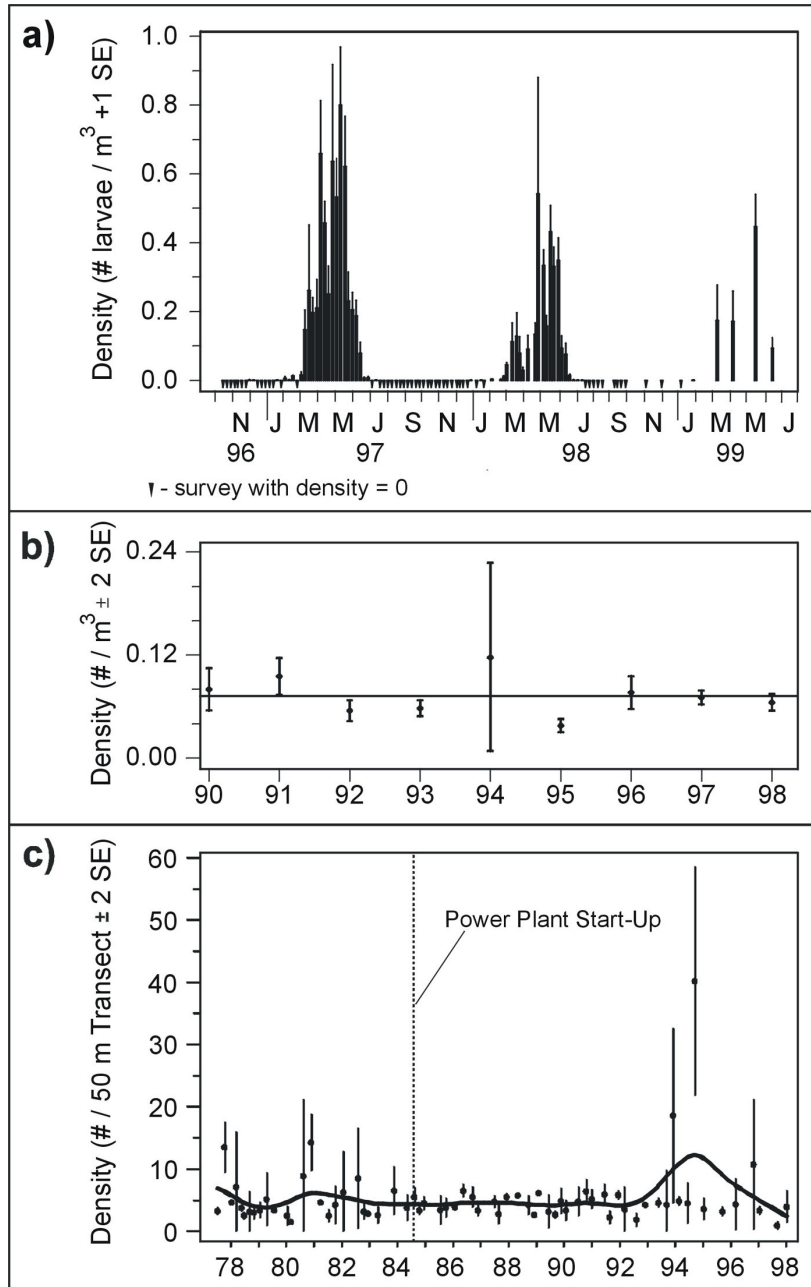 a)
Density (# larvae / m³ +1 SE)
1.0
0.8
0.6
0.4
0.2
0.0
N J M M J S N J M M J S N J M M J
96 97 98 99
- survey with density = 0
b)
Density (# / m³ ± 2 SE)
0.24
0.12
0.00
90 91 92 93 94 95 96 97 98
c)
Density (# / 50 m Transect ± 2 SE)
60
50
40
30
20
10
0
Power Plant Start-Up
78 80 82 84 86 88 90 92 94 96 98